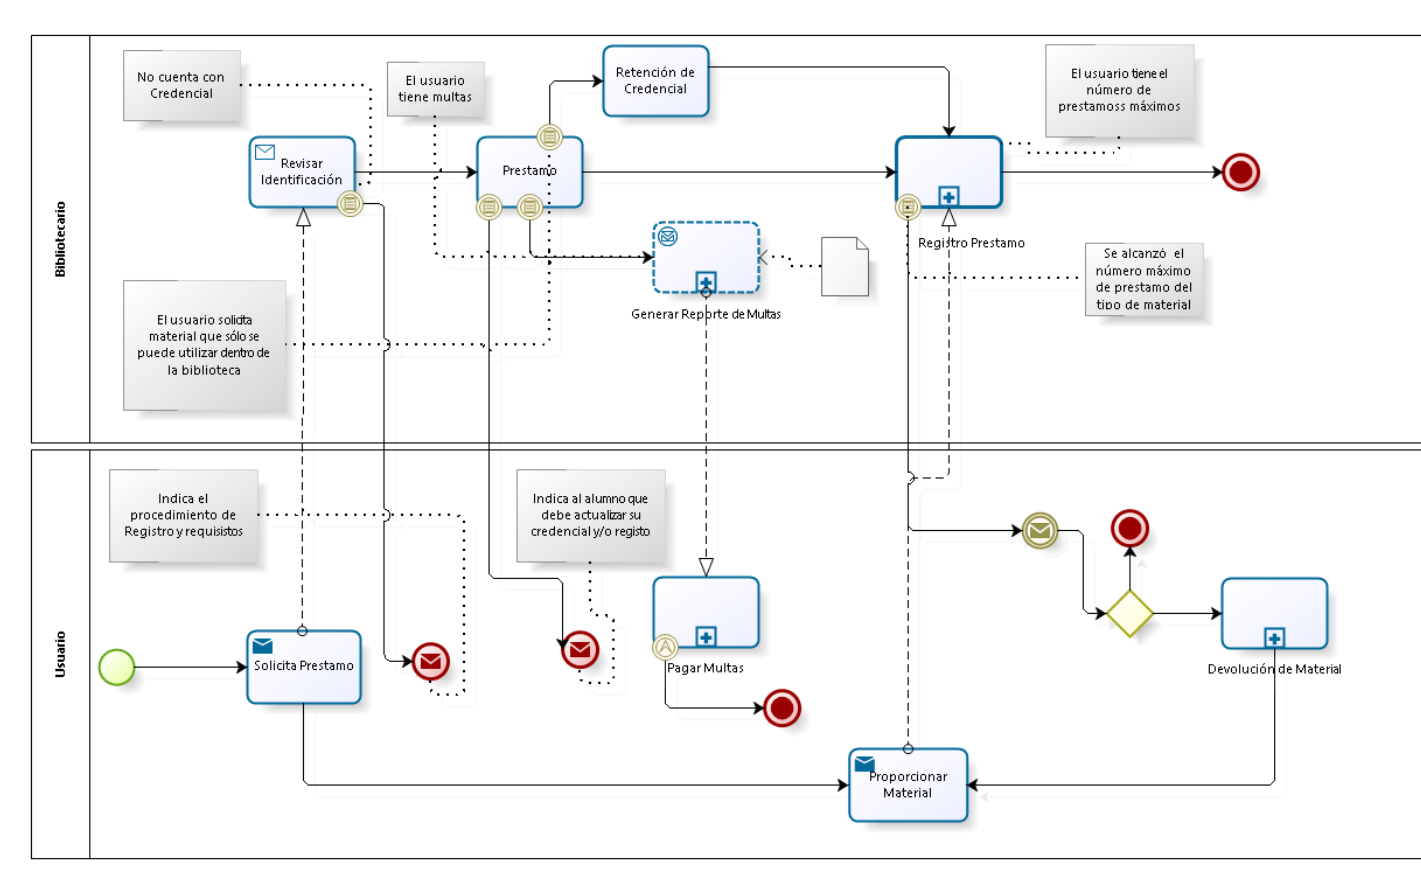 Bibliotecario
No cuenta con
Credencial
El usuario
tiene multas
Retención de
Credencial
El usuario tiene el
número de
prestamoss máximos
Revisar
Identificación
Prestamo
Registro Prestamo
Generar Reporte de Multas
Se alcanzó el
número máximo
de prestamo del
tipo de material
El usuario solicita
material que sólo se
puede utilizar dentro de
la biblioteca
Usuario
Indica el
procedimiento de
Registro y requisistos
Indica al alumno que
debe actualizar su
credencial y/o registo
Solicita Prestamo
Pagar Multas
Devolución de Material
Proporcionar
Material